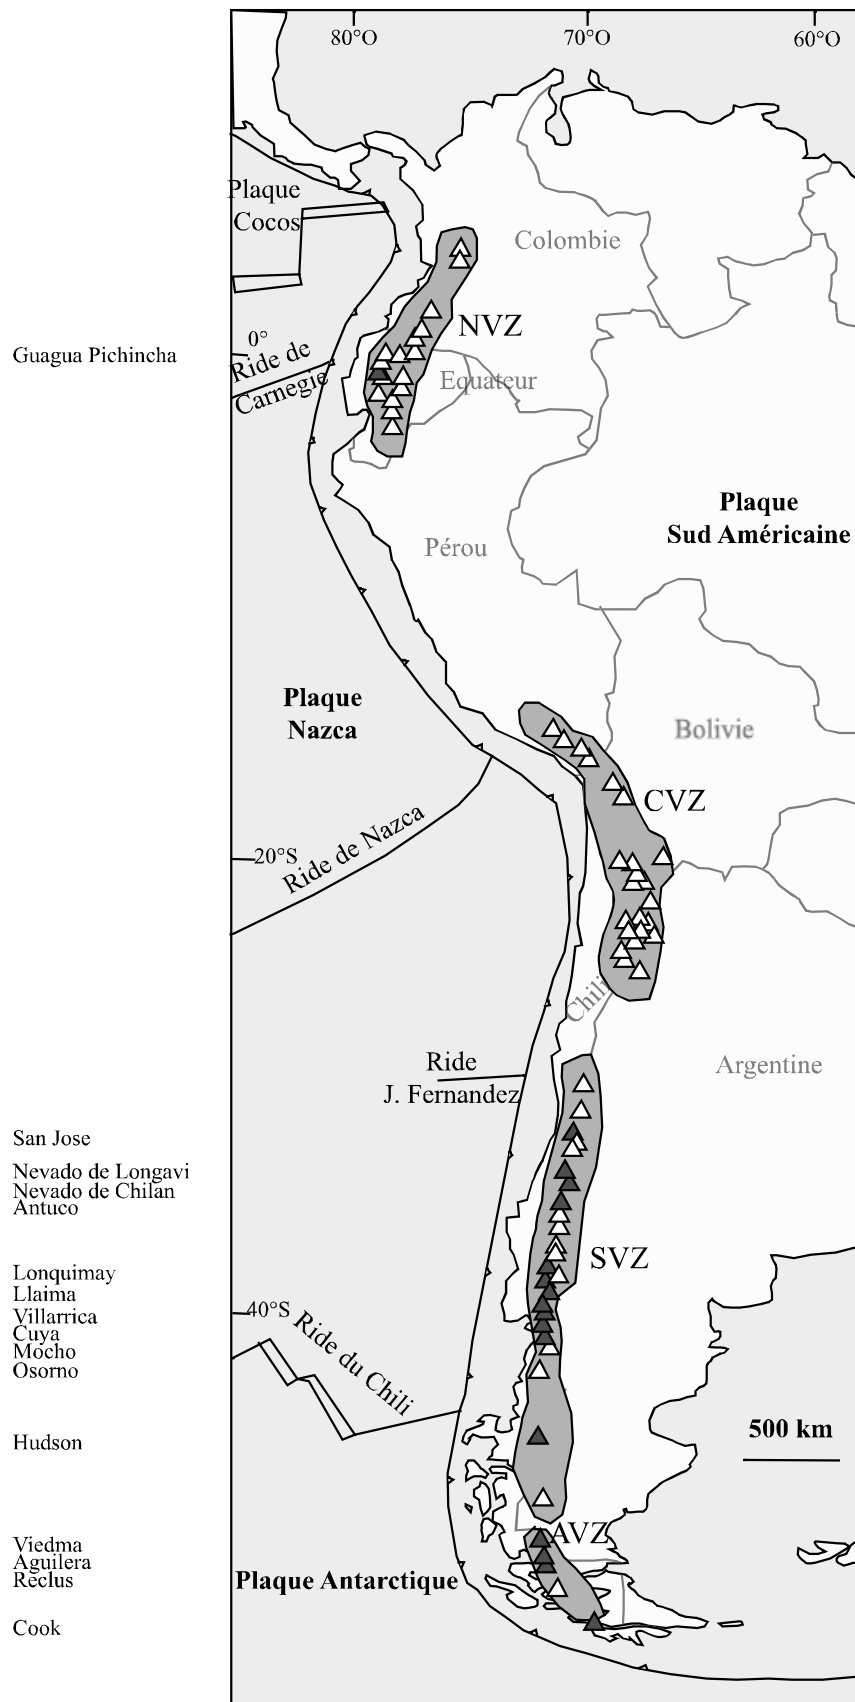 80°O
70°O
60°O
Plaque
Cocos
Colombie
NVZ
0°
Guagua Pichincha
Ride de
Carnegie
Equateur
Plaque
Sud Américaine
Pérou
Plaque
Nazca
Bolivie
CVZ
Ride de Nazca
20°S
Chili
Ride
J. Fernandez
Argentine
San Jose
Nevado de Longavi
Nevado de Chilan
Antuco
SVZ
Lonquimay
Llaima
Villarrica
Cuya
Mocho
Osorno
40°S
Ride du Chili
500 km
Hudson
AVZ
Viedma
Aguilera
Reclus
Plaque Antarctique
Cook